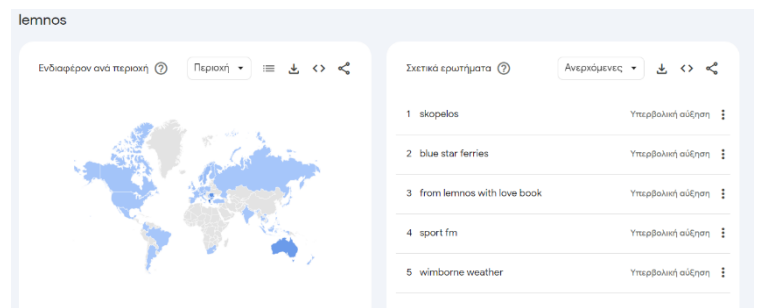 lemnos
Ενδιαφέρον ανά περιοχή
Περιοχή
Σχετικά ερωτήματα
Ανερχόμενες
1 skopelos Υπερβολική αύξηση
2 blue star ferries Υπερβολική αύξηση
3 from lemnos with love book Υπερβολική αύξηση
4 sport fm Υπερβολική αύξηση
5 wimborne weather Υπερβολική αύξηση